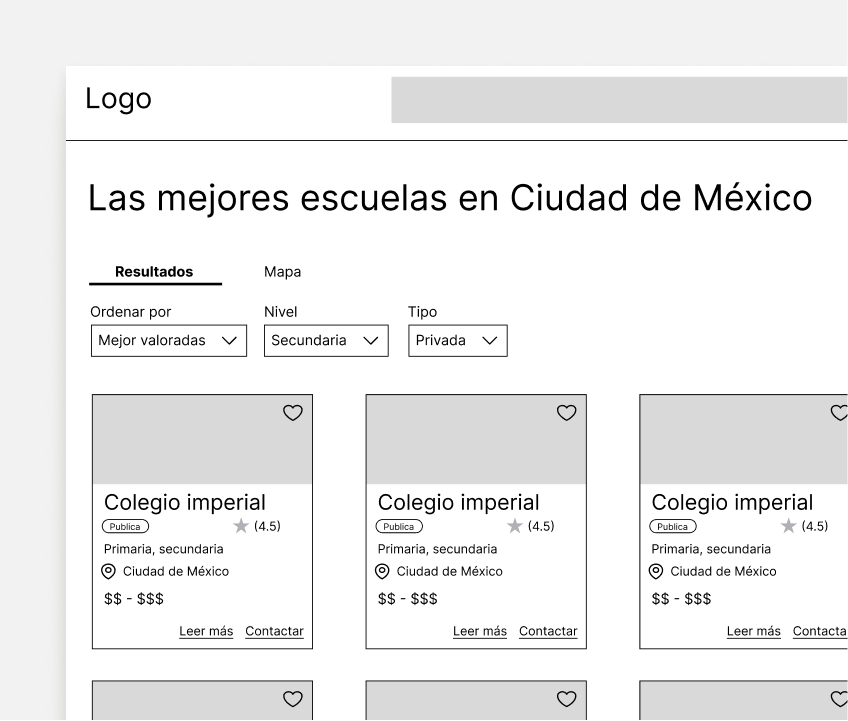 Logo
Las mejores escuelas en Ciudad de México
Resultados Mapa
Ordenar por Nivel Tipo
Mejor valoradas Secundaria Privada
Colegio imperial Colegio imperial Colegio imperial
Publica (4.5) Publica (4.5) Publica (4.5)
Primaria, secundaria Primaria, secundaria Primaria, secundaria
Ciudad de México Ciudad de México Ciudad de México
$$ - $$$ $$ - $$$ $$ - $$$
Leer más Contactar Leer más Contactar Leer más Contacta